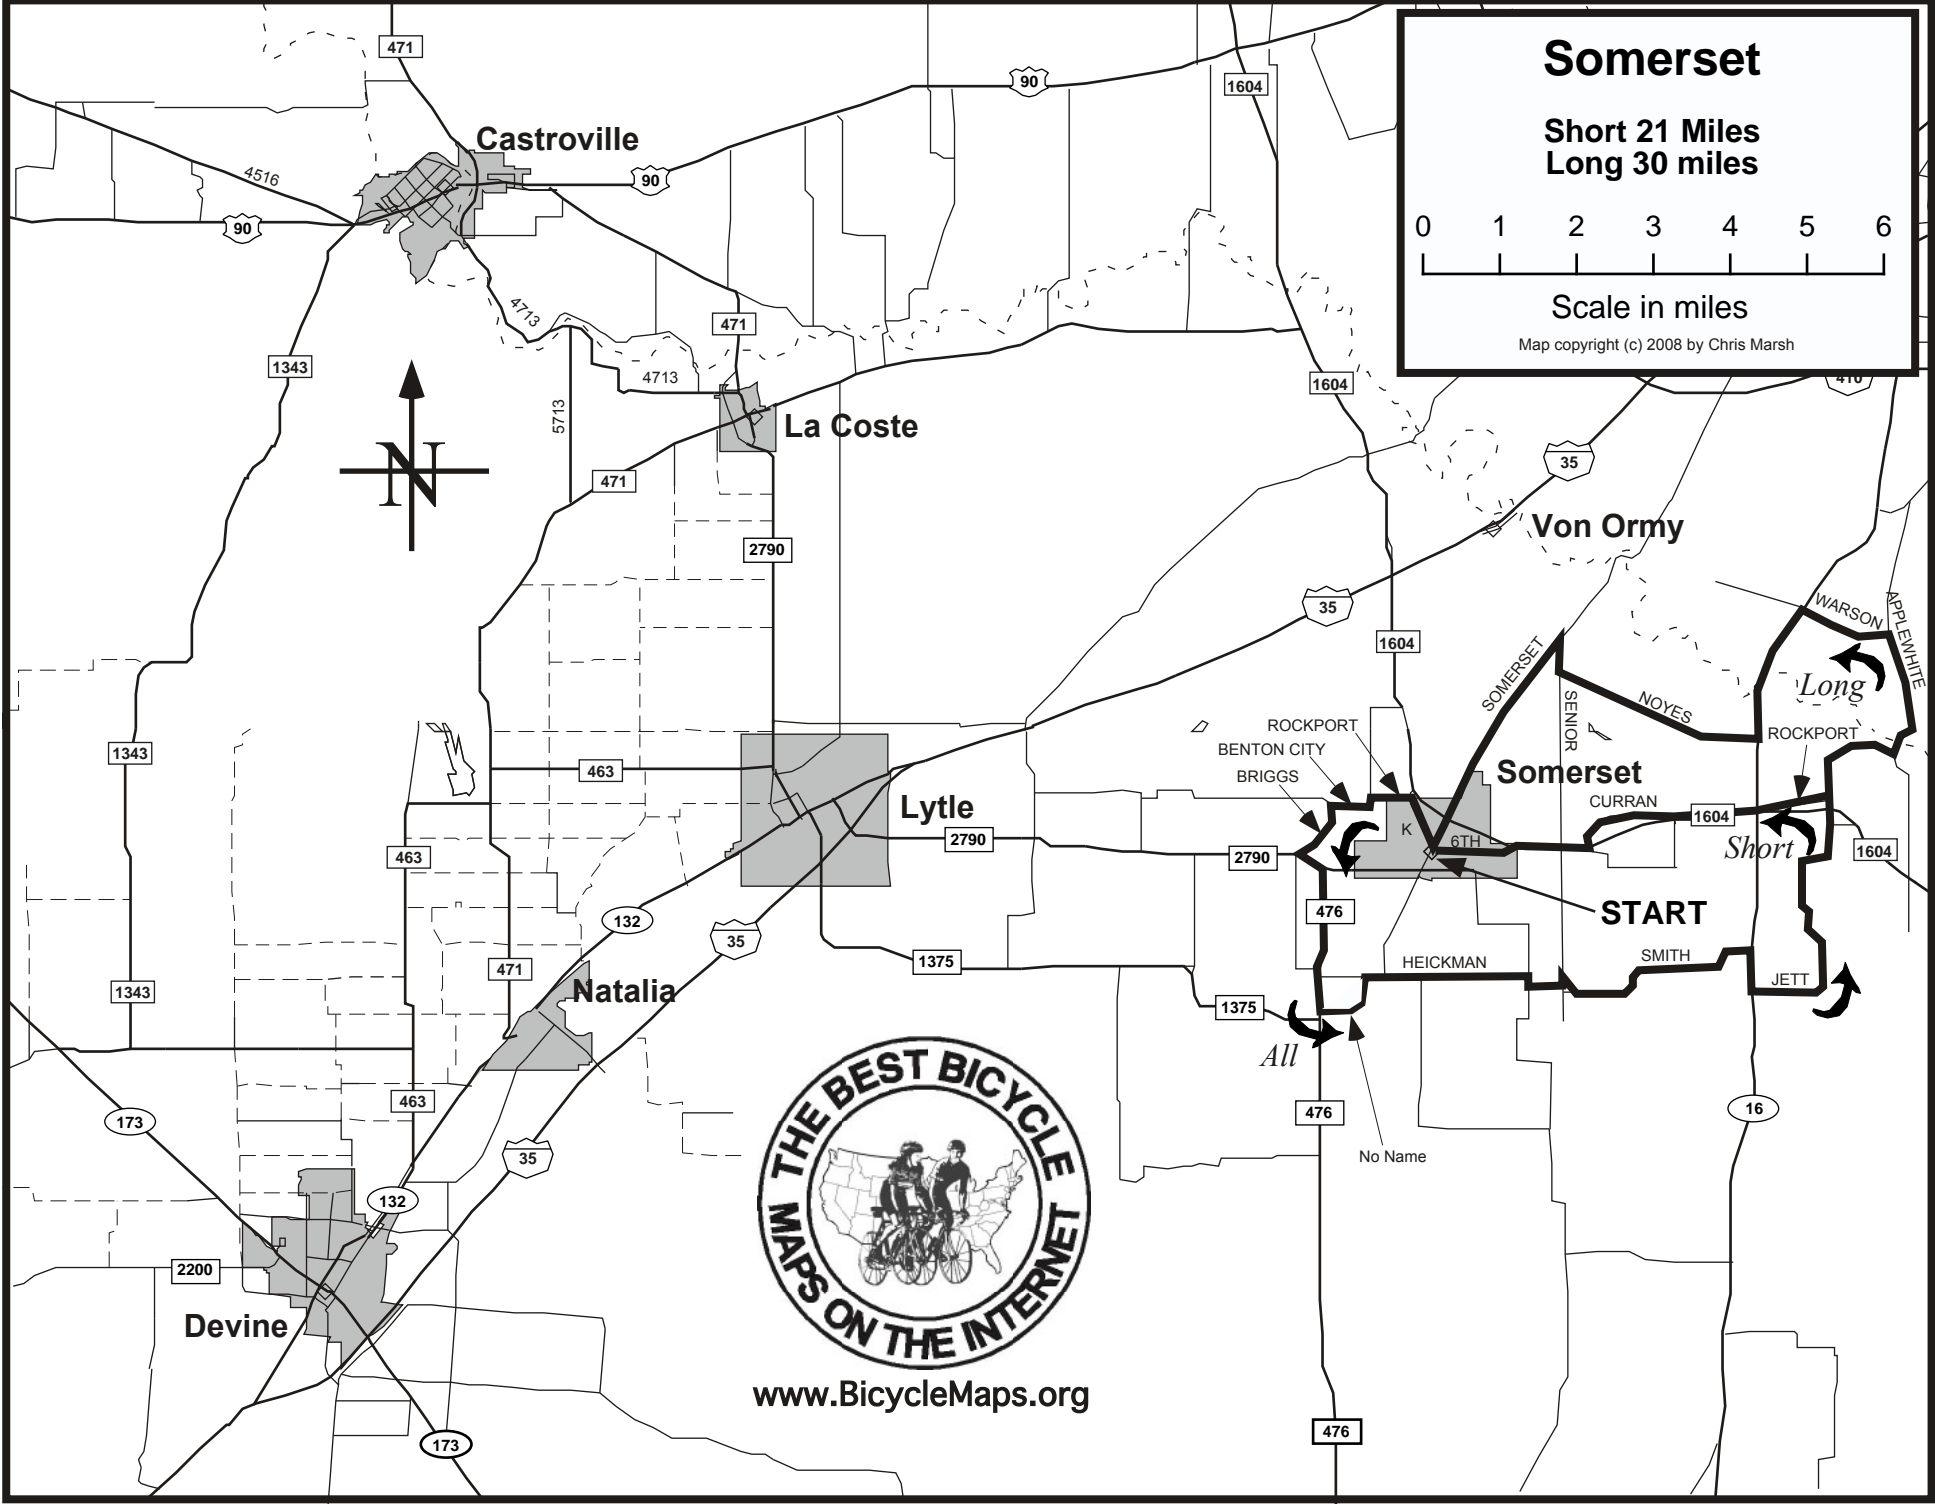 Somerset
Short 21 Miles
Long 30 miles
0 1 2 3 4 5 6
Scale in miles
Map copyright (c) 2008 by Chris Marsh
471
90
1604
Castroville
4516
90
90
4713
471
1343
4713
1604
5713
La Coste
471
35
Von Ormy
2790
35
WARSON
APPLEWHITE
1604
SOMERSET
Long
SENIOR
NOYES
ROCKPORT
ROCKPORT
BENTON CITY
BRIGGS
1343
463
Somerset
Lytle
CURRAN
1604
K
6TH
Short
1604
2790
2790
463
START
476
132
35
1375
471
HEICKMAN
SMITH
JETT
Natalia
1343
1375
All
463
173
476
16
35
No Name
132
2200
Devine
173
476
THE BEST BICYCLE
MAPS ON THE INTERNET
www.BicycleMaps.org
N